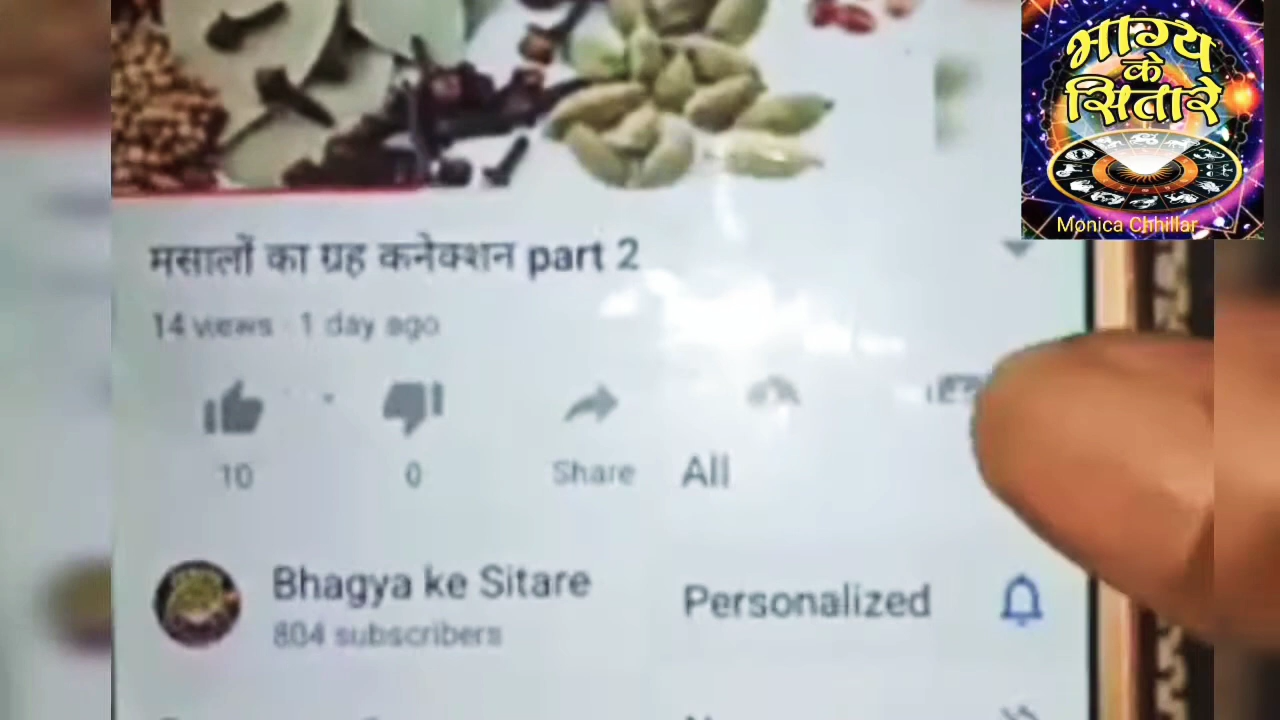 भाग्य
के
सितारे
Monica Chhillar
मसालों का ग्रह कनेक्शन part 2
14 views · 1 day ago
10
0
Share
All
Bhagya ke Sitare
804 subscribers
Personalized